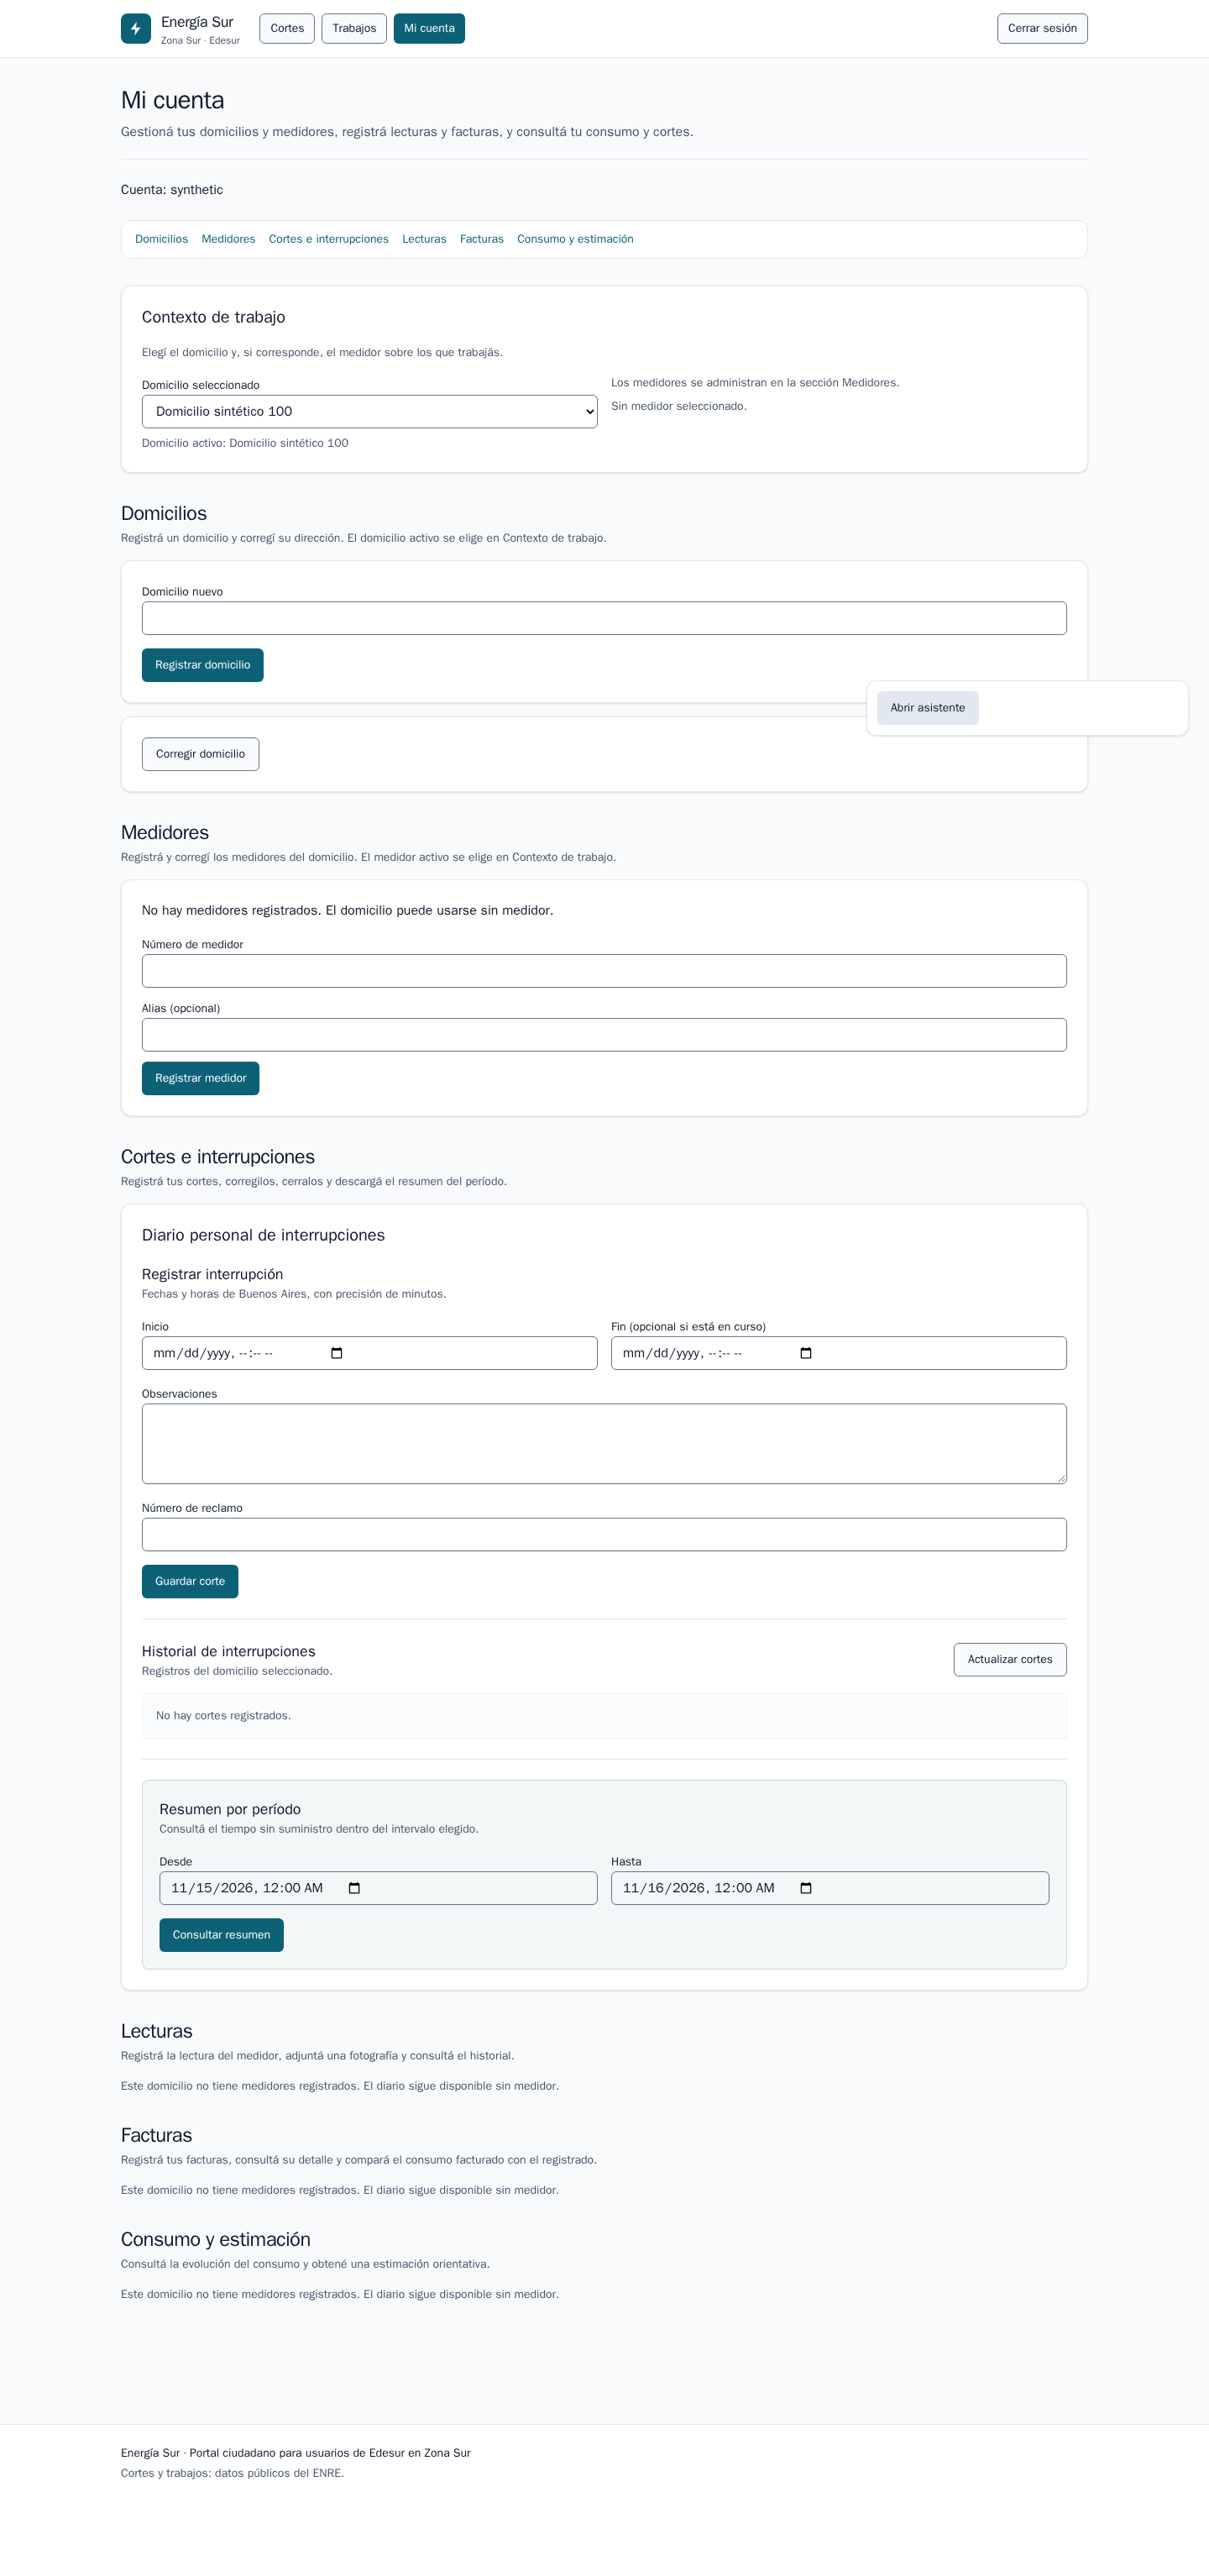 Energía Sur
Zona Sur · Edesur
Cortes
Trabajos
Mi cuenta
Cerrar sesión
Mi cuenta
Gestioná tus domicilios y medidores, registrá lecturas y facturas, y consultá tu consumo y cortes.
Cuenta: synthetic
Domicilios
Medidores
Cortes e interrupciones
Lecturas
Facturas
Consumo y estimación
Contexto de trabajo
Elegí el domicilio y, si corresponde, el medidor sobre los que trabajás.
Domicilio seleccionado
Domicilio sintético 100
Domicilio activo: Domicilio sintético 100
Los medidores se administran en la sección Medidores.
Sin medidor seleccionado.
Domicilios
Registrá un domicilio y corregí su dirección. El domicilio activo se elige en Contexto de trabajo.
Domicilio nuevo
Registrar domicilio
Abrir asistente
Corregir domicilio
Medidores
Registrá y corregí los medidores del domicilio. El medidor activo se elige en Contexto de trabajo.
No hay medidores registrados. El domicilio puede usarse sin medidor.
Número de medidor
Alias (opcional)
Registrar medidor
Cortes e interrupciones
Registrá tus cortes, corregilos, cerralos y descargá el resumen del período.
Diario personal de interrupciones
Registrar interrupción
Fechas y horas de Buenos Aires, con precisión de minutos.
Inicio
mm/dd/yyyy, --:-- --
Fin (opcional si está en curso)
mm/dd/yyyy, --:-- --
Observaciones
Número de reclamo
Guardar corte
Historial de interrupciones
Registros del domicilio seleccionado.
Actualizar cortes
No hay cortes registrados.
Resumen por período
Consultá el tiempo sin suministro dentro del intervalo elegido.
Desde
11/15/2026, 12:00 AM
Hasta
11/16/2026, 12:00 AM
Consultar resumen
Lecturas
Registrá la lectura del medidor, adjuntá una fotografía y consultá el historial.
Este domicilio no tiene medidores registrados. El diario sigue disponible sin medidor.
Facturas
Registrá tus facturas, consultá su detalle y compará el consumo facturado con el registrado.
Este domicilio no tiene medidores registrados. El diario sigue disponible sin medidor.
Consumo y estimación
Consultá la evolución del consumo y obtené una estimación orientativa.
Este domicilio no tiene medidores registrados. El diario sigue disponible sin medidor.
Energía Sur · Portal ciudadano para usuarios de Edesur en Zona Sur
Cortes y trabajos: datos públicos del ENRE.